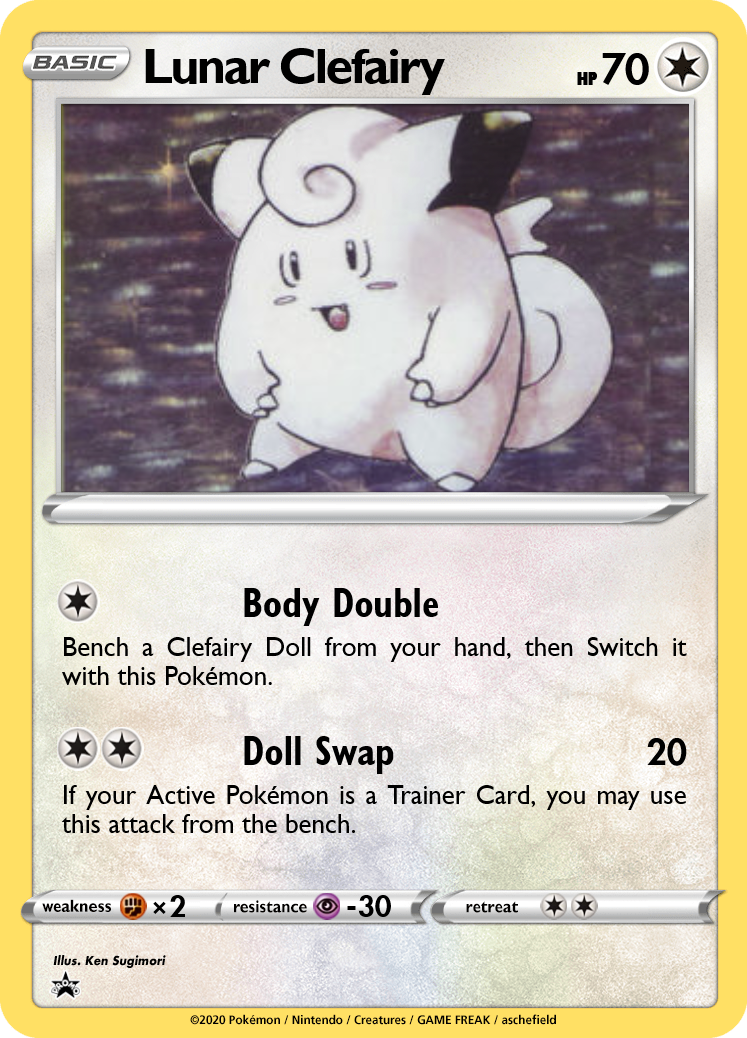 BASIC Lunar Clefairy HP 70
Body Double
Bench a Clefairy Doll from your hand, then Switch it
with this Pokémon.
Doll Swap 20
If your Active Pokémon is a Trainer Card, you may use
this attack from the bench.
weakness ×2 resistance -30 retreat
Illus. Ken Sugimori
©2020 Pokémon / Nintendo / Creatures / GAME FREAK / aschefield